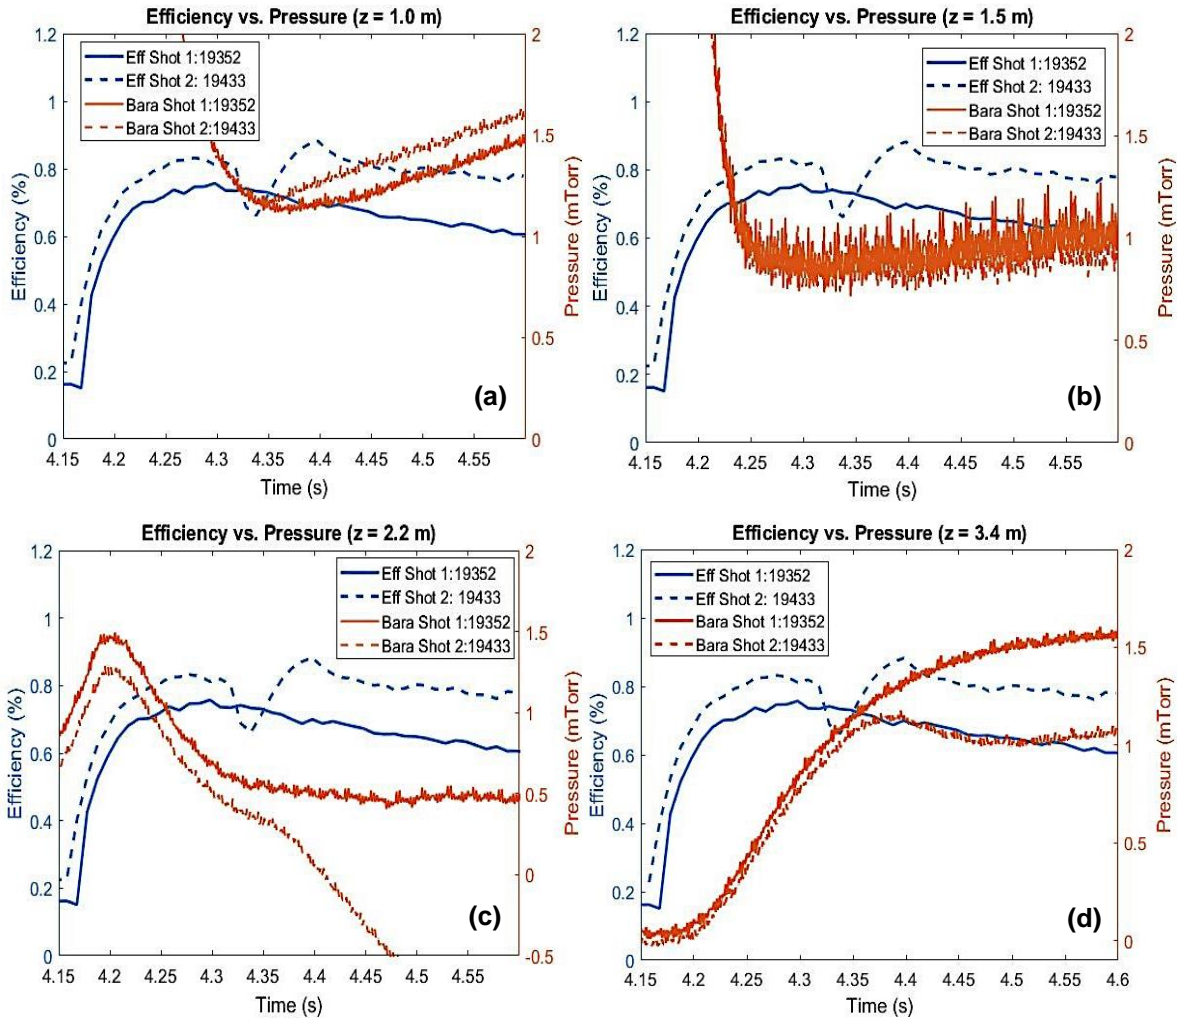 Efficiency vs. Pressure (z = 1.0 m)
1.2
1
0.8
0.6
0.4
0.2
0
Efficiency (%)
Eff Shot 1:19352
Eff Shot 2: 19433
Bara Shot 1:19352
Bara Shot 2:19433
2
1.5
1
0.5
0
Pressure (mTorr)
(a)
4.15 4.2 4.25 4.3 4.35 4.4 4.45 4.5 4.55
Time (s)
Efficiency vs. Pressure (z = 1.5 m)
1.2
1
0.8
0.6
0.4
0.2
0
Efficiency (%)
Eff Shot 1:19352
Eff Shot 2: 19433
Bara Shot 1:19352
Bara Shot 2:19433
2
1.5
1
0.5
0
Pressure (mTorr)
(b)
4.15 4.2 4.25 4.3 4.35 4.4 4.45 4.5 4.55
Time (s)
Efficiency vs. Pressure (z = 2.2 m)
1.2
1
0.8
0.6
0.4
0.2
0
Efficiency (%)
Eff Shot 1:19352
Eff Shot 2: 19433
Bara Shot 1:19352
Bara Shot 2:19433
2
1.5
1
0.5
0
-0.5
Pressure (mTorr)
(c)
4.15 4.2 4.25 4.3 4.35 4.4 4.45 4.5 4.55
Time (s)
Efficiency vs. Pressure (z = 3.4 m)
1.2
1
0.8
0.6
0.4
0.2
0
Efficiency (%)
Eff Shot 1:19352
Eff Shot 2: 19433
Bara Shot 1:19352
Bara Shot 2:19433
2
1.5
1
0.5
0
Pressure (mTorr)
(d)
4.15 4.2 4.25 4.3 4.35 4.4 4.45 4.5 4.55 4.6
Time (s)